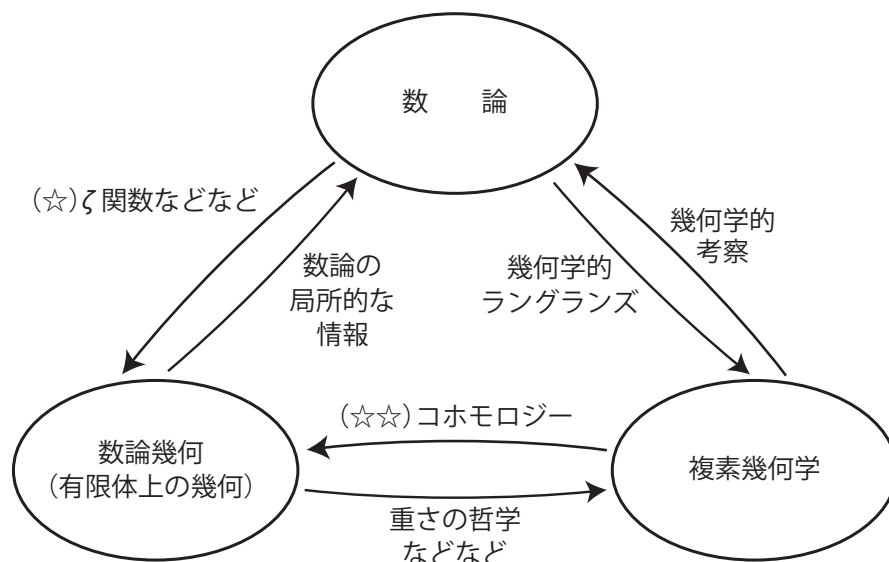 数　　論
(☆)ζ関数などなど
数論の
局所的な
情報
幾何学的
ラングランズ
幾何学的
考察
数論幾何
（有限体上の幾何）
(☆☆)コホモロジー
重さの哲学
などなど
複素幾何学